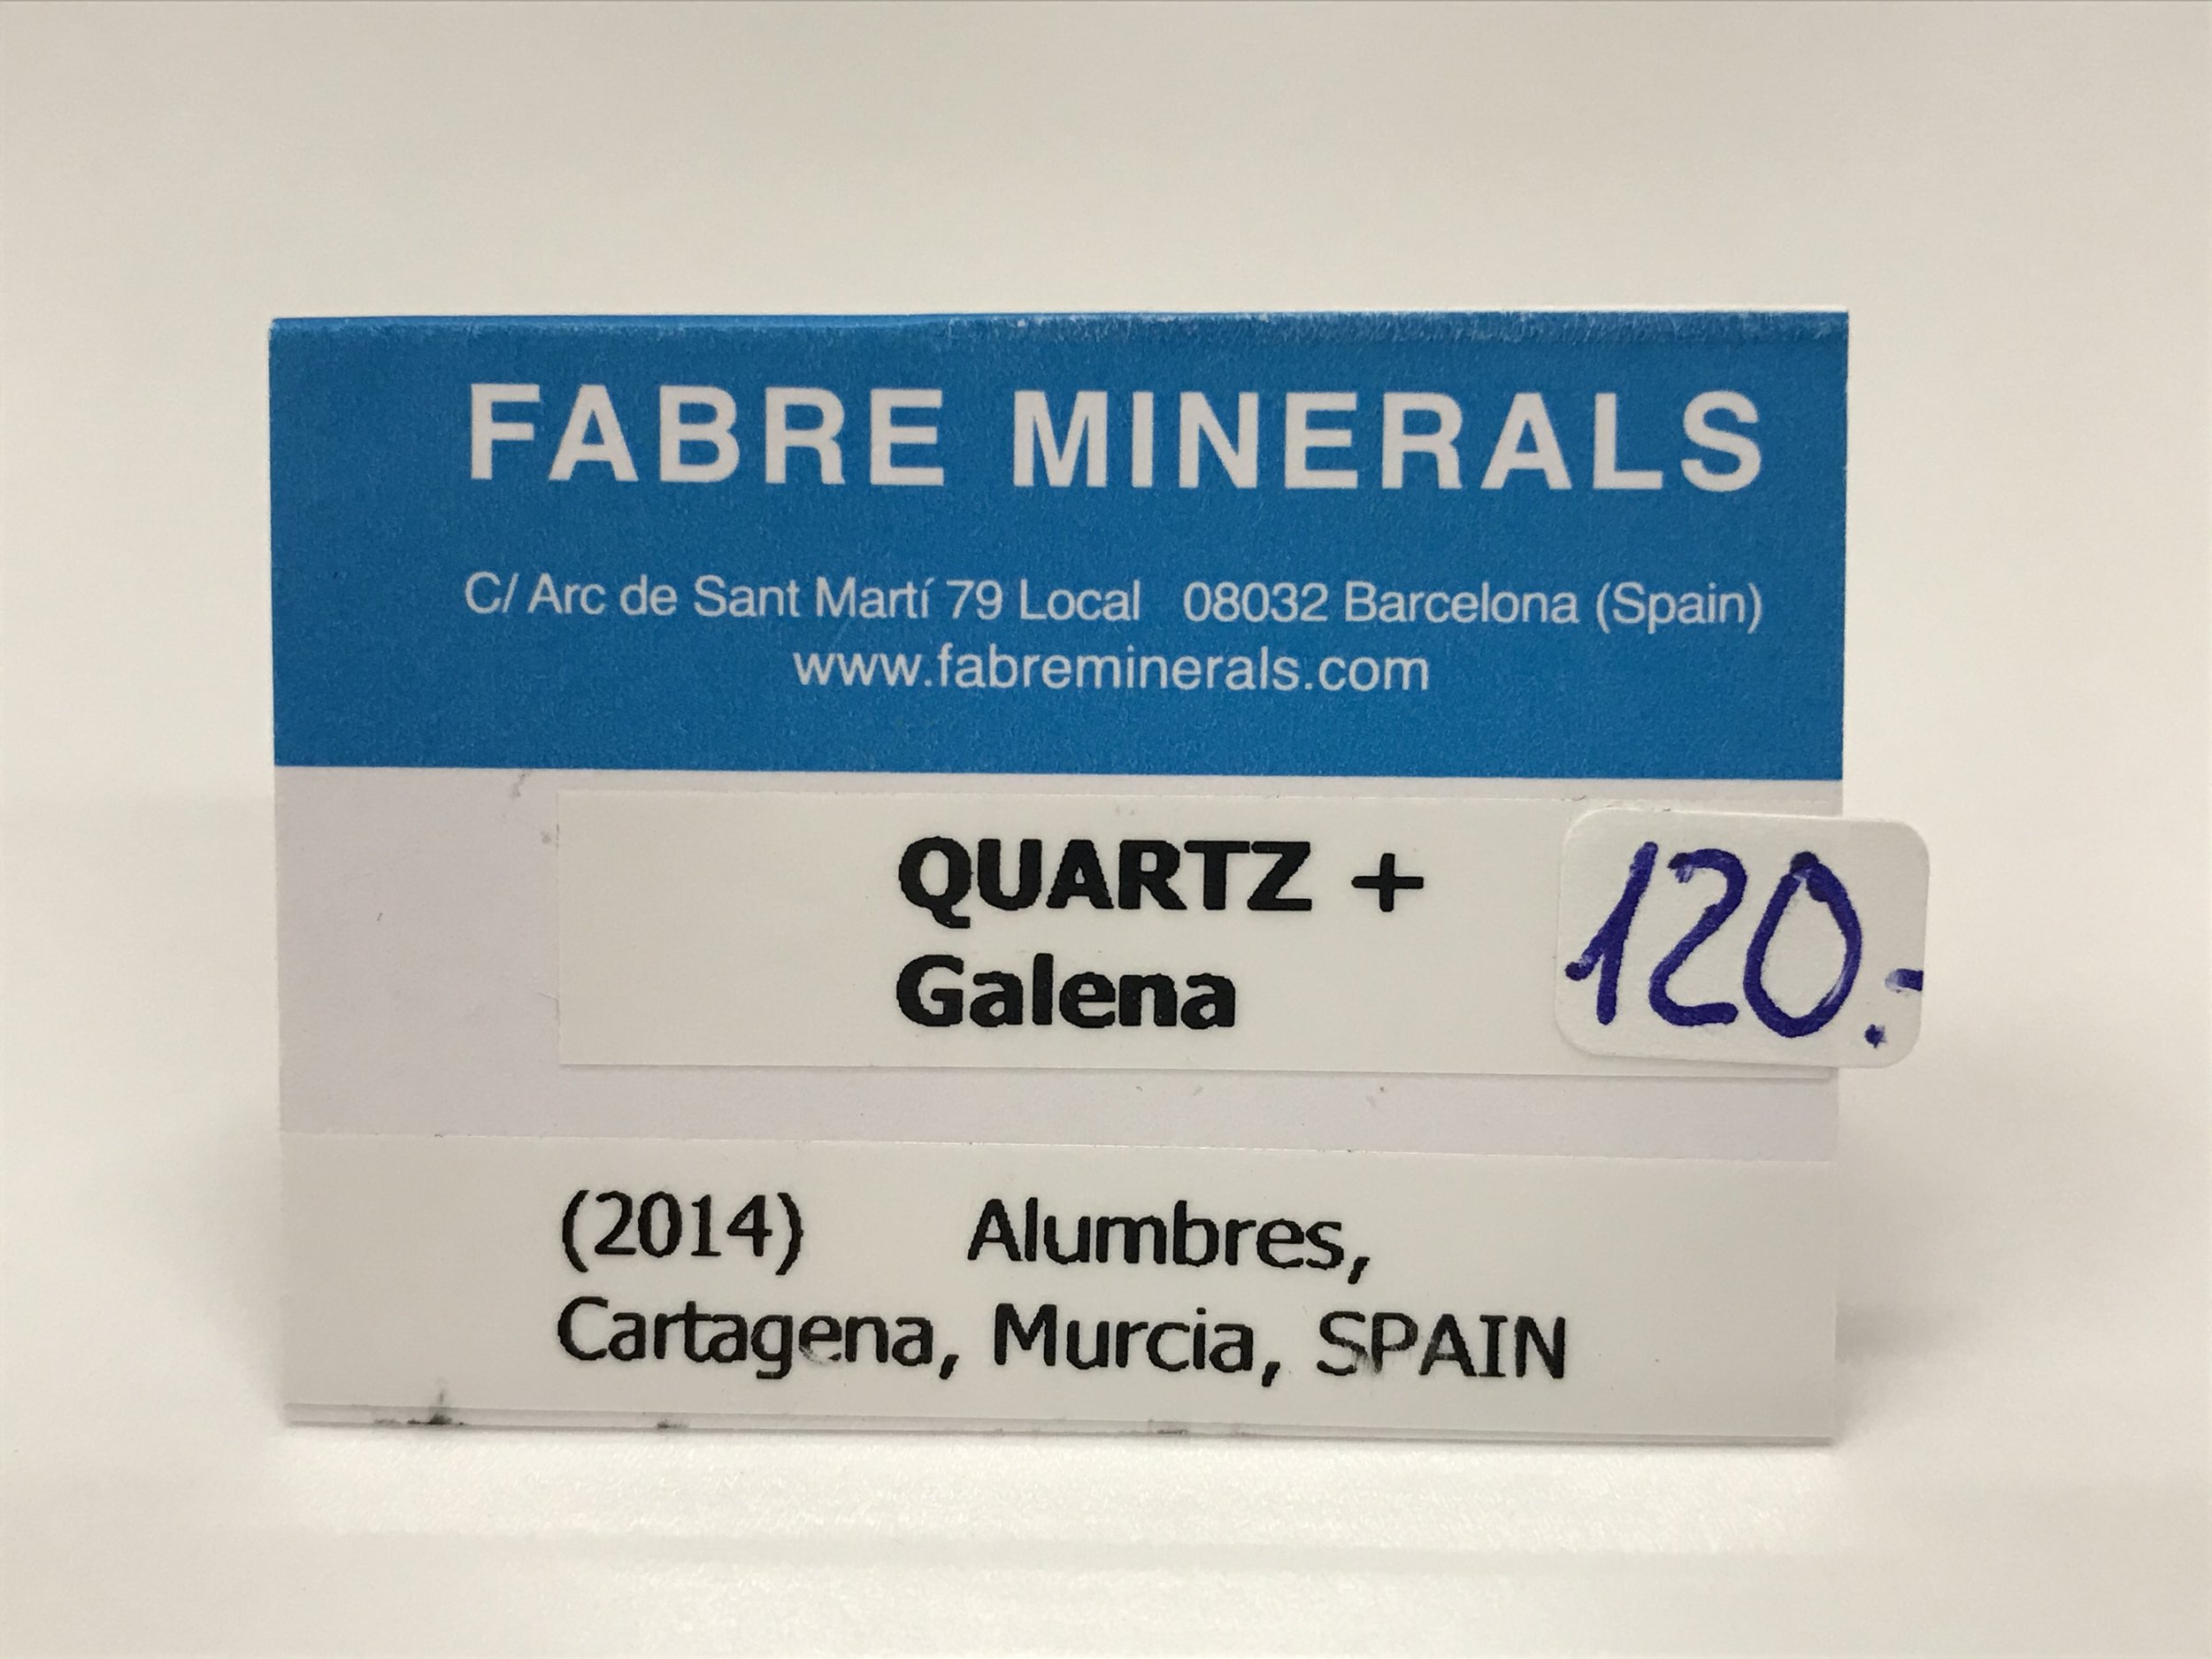 FABRE MINERALS
C/ Arc de Sant Martí 79 Local 08032 Barcelona (Spain)
www.fabreminerals.com
QUARTZ +
Galena
120.-
(2014) Alumbres,
Cartagena, Murcia, SPAIN